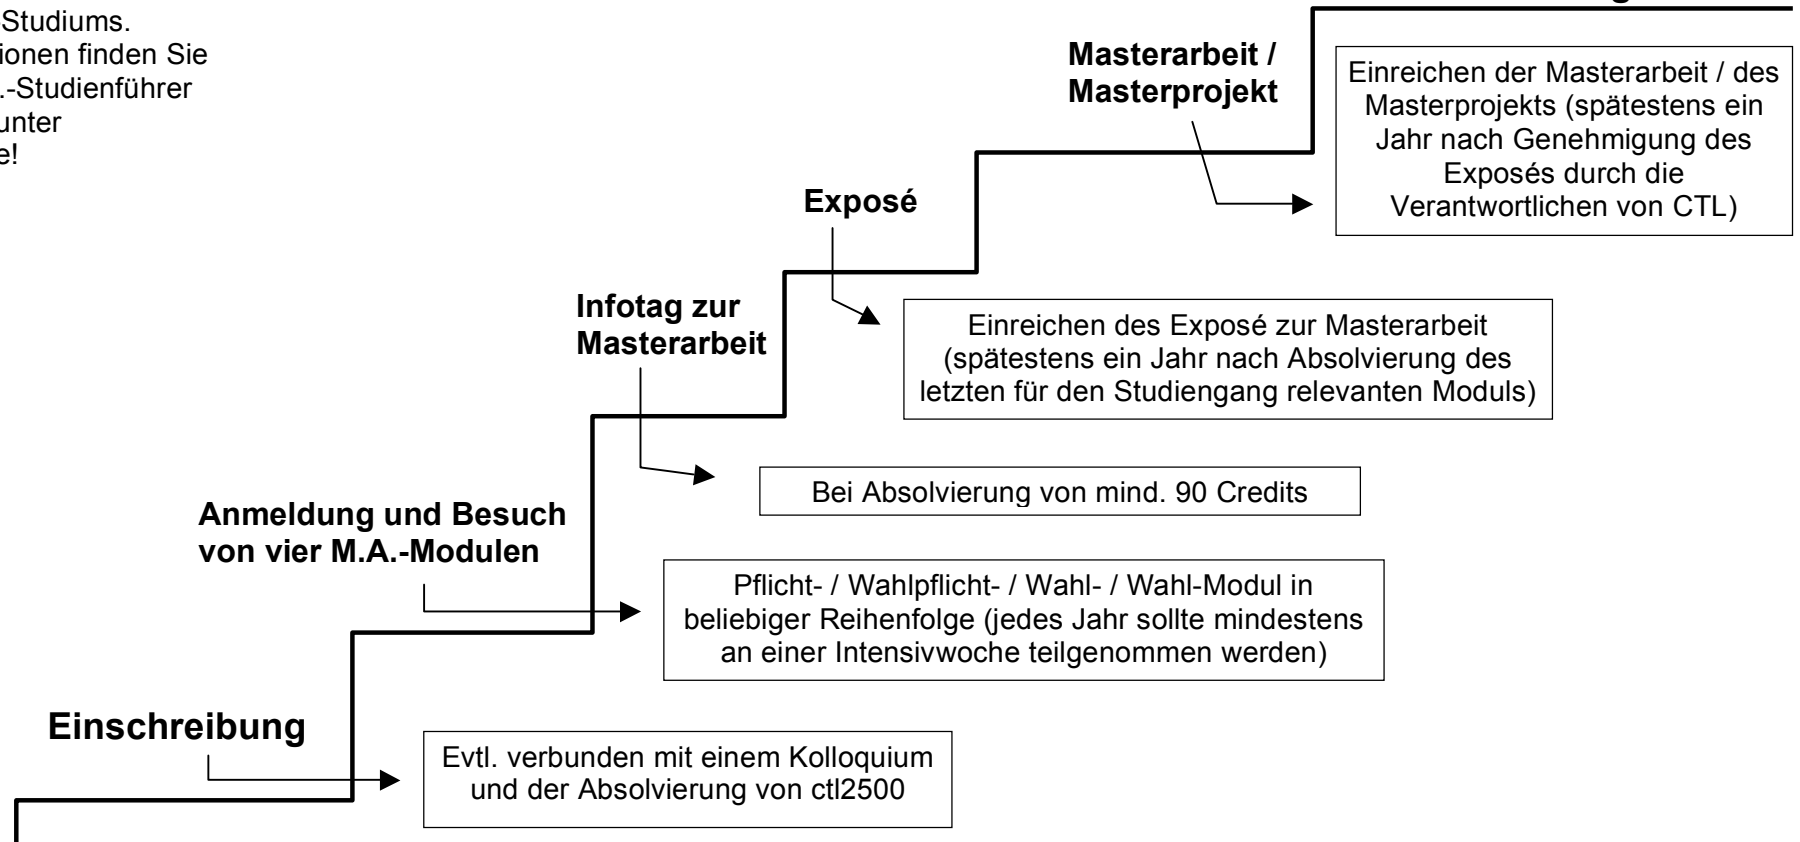 Studiums.
ionen finden Sie
.-Studienführer
unter
e!
Masterarbeit /
Masterprojekt
Einreichen der Masterarbeit / des
Masterprojekts (spätestens ein
Jahr nach Genehmigung des
Exposés durch die
Verantwortlichen von CTL)
Exposé
Einreichen des Exposé zur Masterarbeit
(spätestens ein Jahr nach Absolvierung des
letzten für den Studiengang relevanten Moduls)
Infotag zur
Masterarbeit
Bei Absolvierung von mind. 90 Credits
Anmeldung und Besuch
von vier M.A.-Modulen
Pflicht- / Wahlpflicht- / Wahl- / Wahl-Modul in
beliebiger Reihenfolge (jedes Jahr sollte mindestens
an einer Intensivwoche teilgenommen werden)
Einschreibung
Evtl. verbunden mit einem Kolloquium
und der Absolvierung von ctl2500